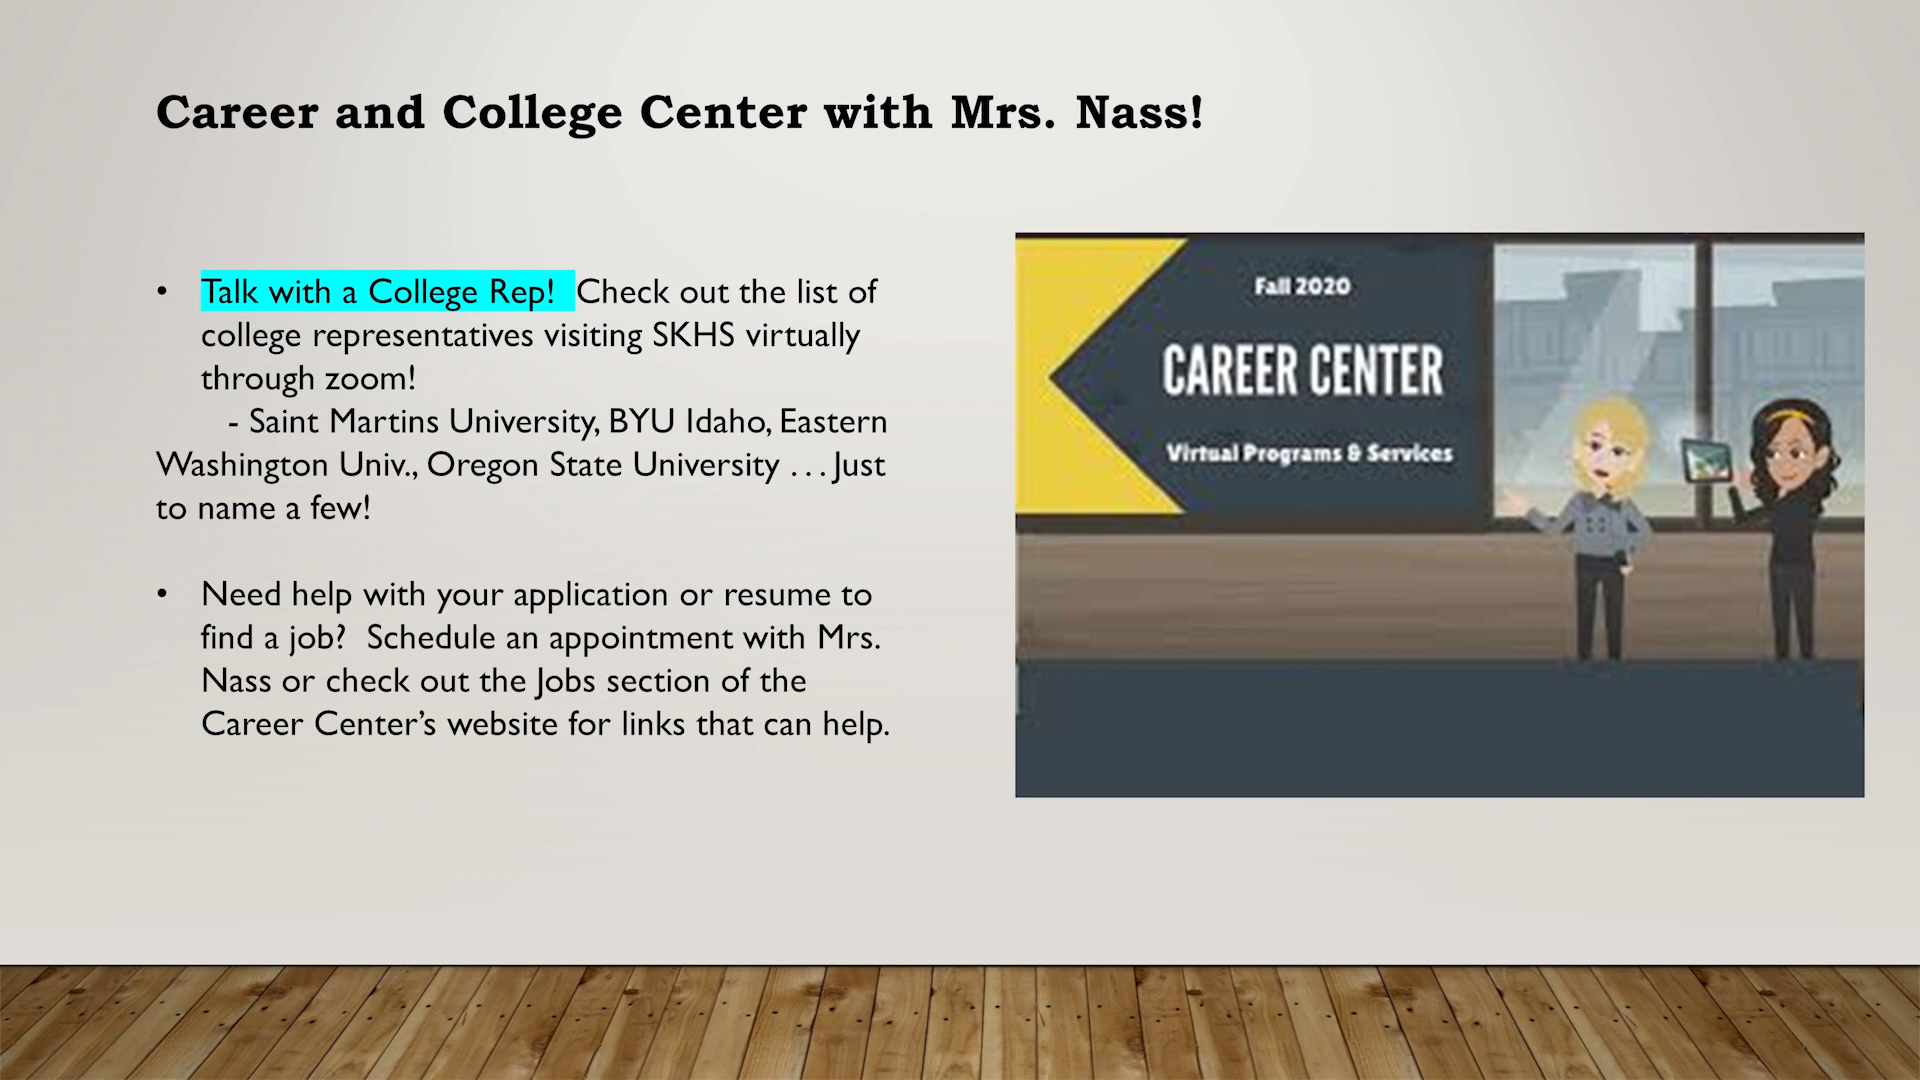 Career and College Center with Mrs. Nass!
• Talk with a College Rep!  Check out the list of
college representatives visiting SKHS virtually
through zoom!
- Saint Martins University, BYU Idaho, Eastern
Washington Univ., Oregon State University . . . Just
to name a few!
• Need help with your application or resume to
find a job?  Schedule an appointment with Mrs.
Nass or check out the Jobs section of the
Career Center’s website for links that can help.
Fall 2020
CAREER CENTER
Virtual Programs & Services